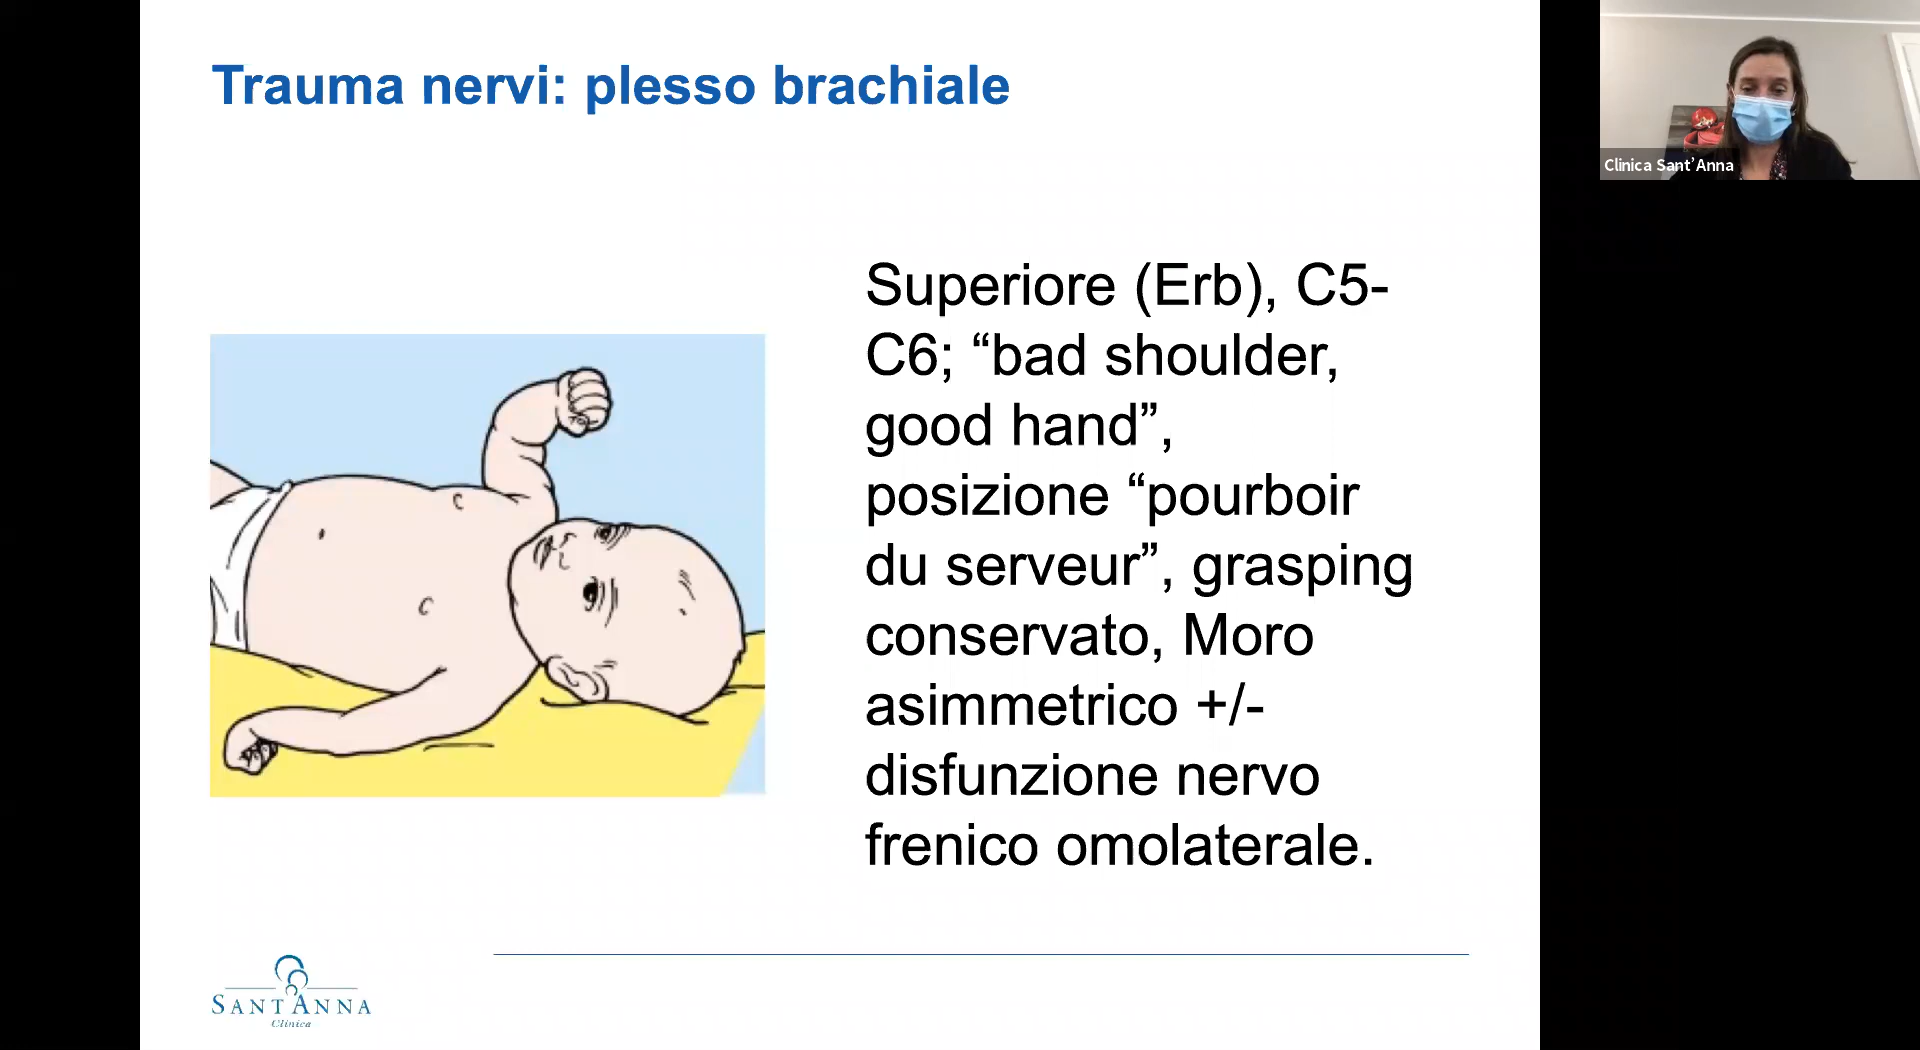 Trauma nervi: plesso brachiale
Clinica Sant'Anna
Superiore (Erb), C5-
C6; “bad shoulder,
good hand”,
posizione “pourboir
du serveur”, grasping
conservato, Moro
asimmetrico +/-
disfunzione nervo
frenico omolaterale.
SANT'ANNA
Clinica